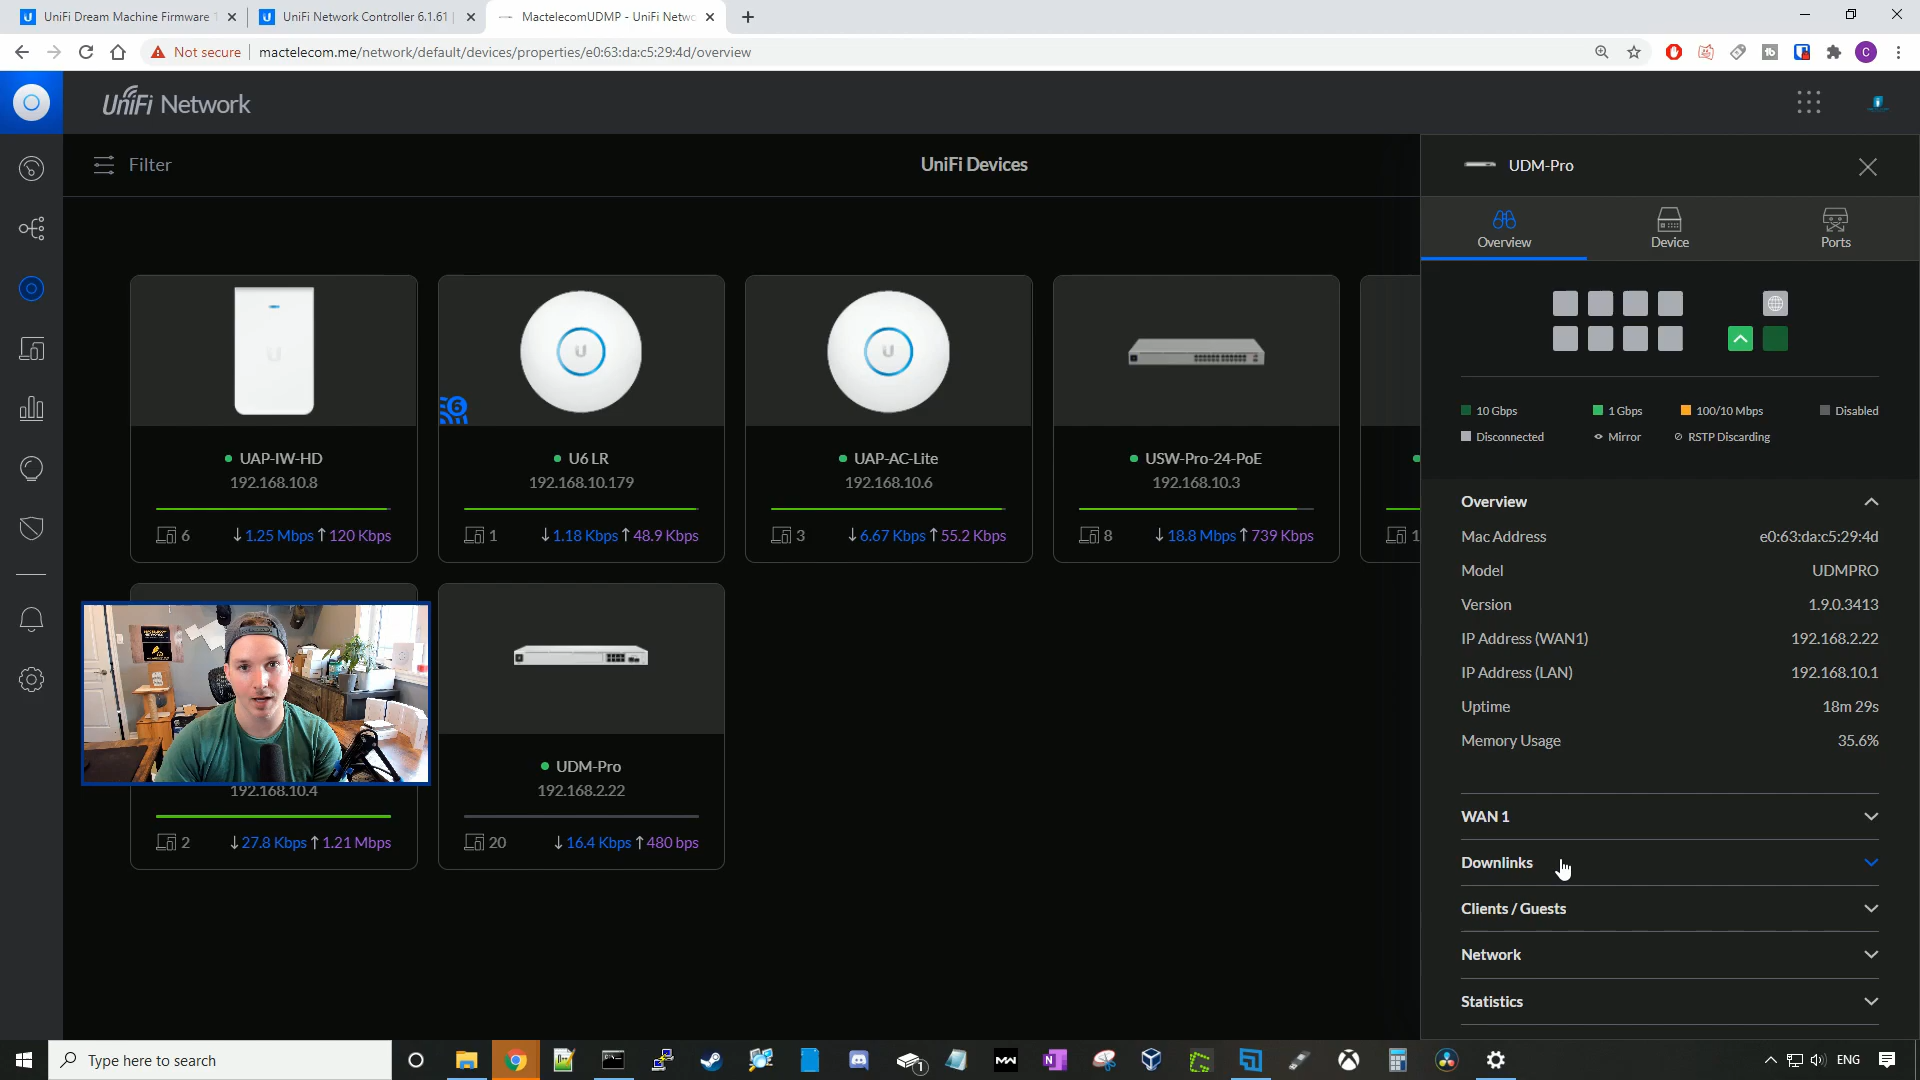 UniFi Dream Machine Firmware 1
UniFi Network Controller 6.1.61 |
MactelecomUDMP - UniFi Netwo
Not secure
mactelecom.me/network/default/devices/properties/e0:63:da:c5:29:4d/overview
C
UniFi Network
Filter
UniFi Devices
UDM-Pro
Overview
Device
Ports
10 Gbps
1 Gbps
100/10 Mbps
Disabled
Disconnected
Mirror
RSTP Discarding
6
UAP-IW-HD
192.168.10.8
6
1.25 Mbps
120 Kbps
U6 LR
192.168.10.179
1
1.18 Kbps
48.9 Kbps
UAP-AC-Lite
192.168.10.6
3
6.67 Kbps
55.2 Kbps
USW-Pro-24-PoE
192.168.10.3
8
18.8 Mbps
739 Kbps
1
192.168.10.4
2
27.8 Kbps
1.21 Mbps
UDM-Pro
192.168.2.22
20
16.4 Kbps
480 bps
Overview
Mac Address e0:63:da:c5:29:4d
Model UDMPRO
Version 1.9.0.3413
IP Address (WAN1) 192.168.2.22
IP Address (LAN) 192.168.10.1
Uptime 18m 29s
Memory Usage 35.6%
WAN 1
Downlinks
Clients / Guests
Network
Statistics
Type here to search
1
ENG